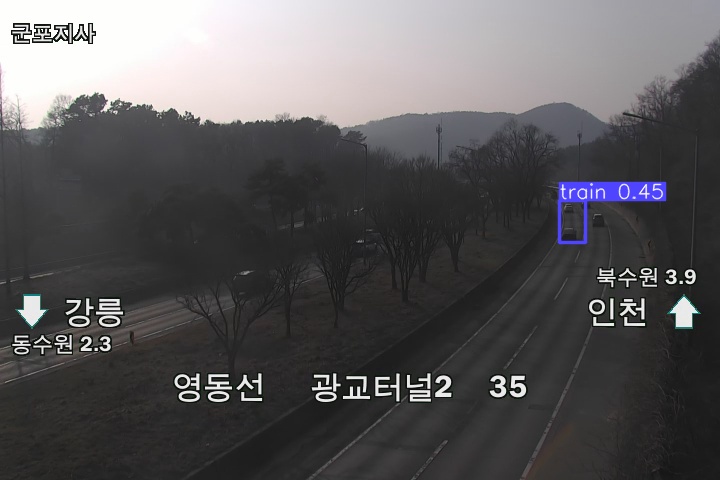 군포지사
train 0.45
북수원 3.9
강릉
인천
동수원 2.3
영동선 광교터널2 35